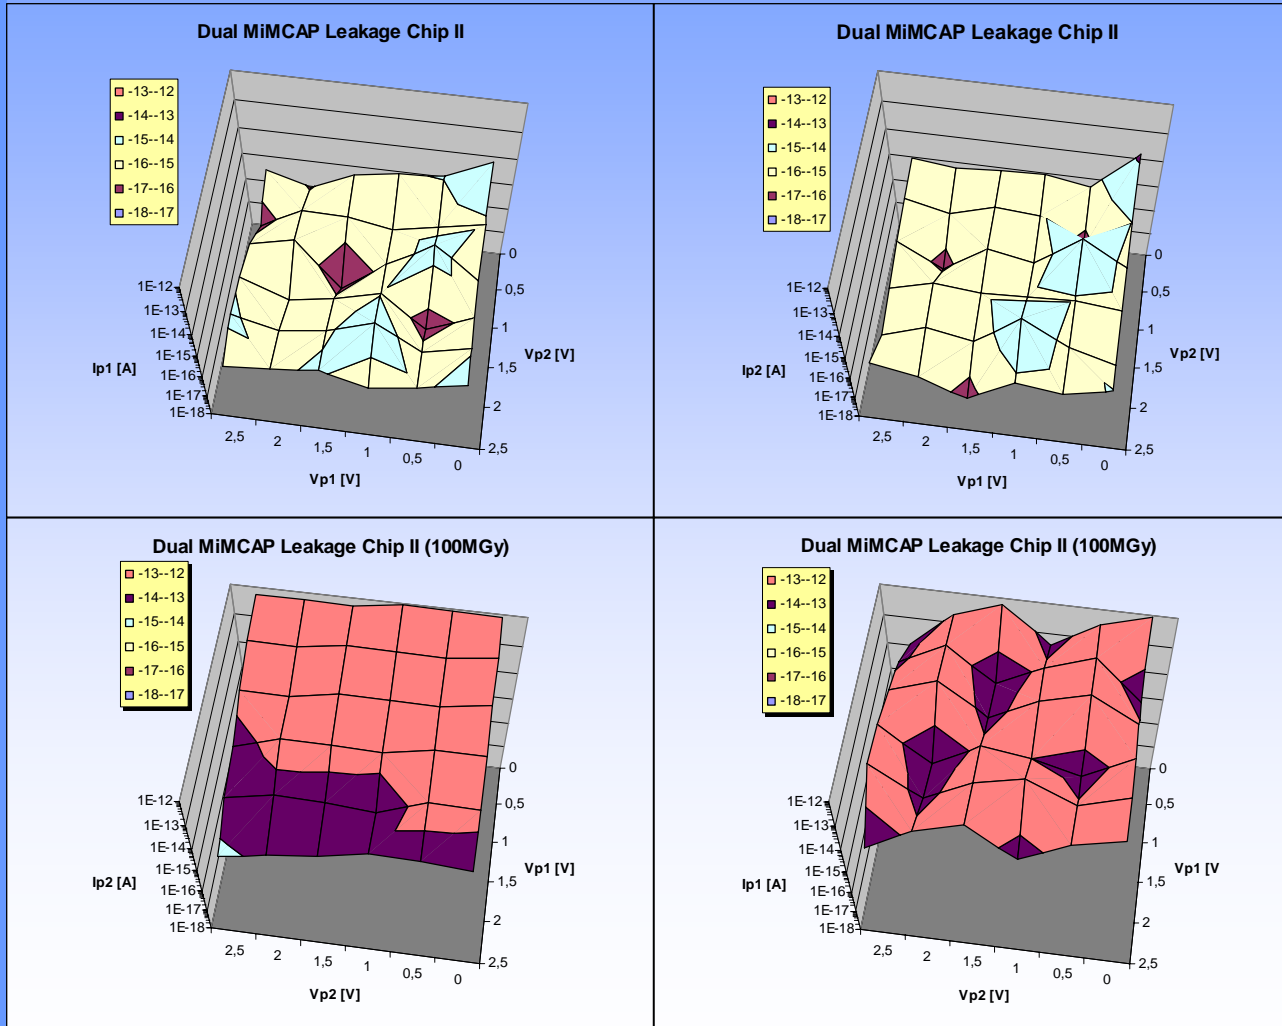 Dual MiMCAP Leakage Chip II
-13--12
-14--13
-15--14
-16--15
-17--16
-18--17
1E-12
1E-13
1E-14
1E-15
1E-16
1E-17
1E-18
Ip1 [A]
2,5
2
1,5
1
0,5
0
Vp1 [V]
0
0,5
1
1,5
2
2,5
Vp2 [V]
Dual MiMCAP Leakage Chip II
-13--12
-14--13
-15--14
-16--15
-17--16
-18--17
1E-12
1E-13
1E-14
1E-15
1E-16
1E-17
1E-18
Ip2 [A]
2,5
2
1,5
1
0,5
0
Vp1 [V]
0
0,5
1
1,5
2
2,5
Vp2 [V]
Dual MiMCAP Leakage Chip II (100MGy)
-13--12
-14--13
-15--14
-16--15
-17--16
-18--17
1E-12
1E-13
1E-14
1E-15
1E-16
1E-17
1E-18
Ip2 [A]
2,5
2
1,5
1
0,5
0
Vp2 [V]
0
0,5
1
1,5
2
2,5
Vp1 [V]
Dual MiMCAP Leakage Chip II (100MGy)
-13--12
-14--13
-15--14
-16--15
-17--16
-18--17
1E-12
1E-13
1E-14
1E-15
1E-16
1E-17
1E-18
Ip1 [A]
2,5
2
1,5
1
0,5
0
Vp2 [V]
0
0,5
1
1,5
2
2,5
Vp1 [V